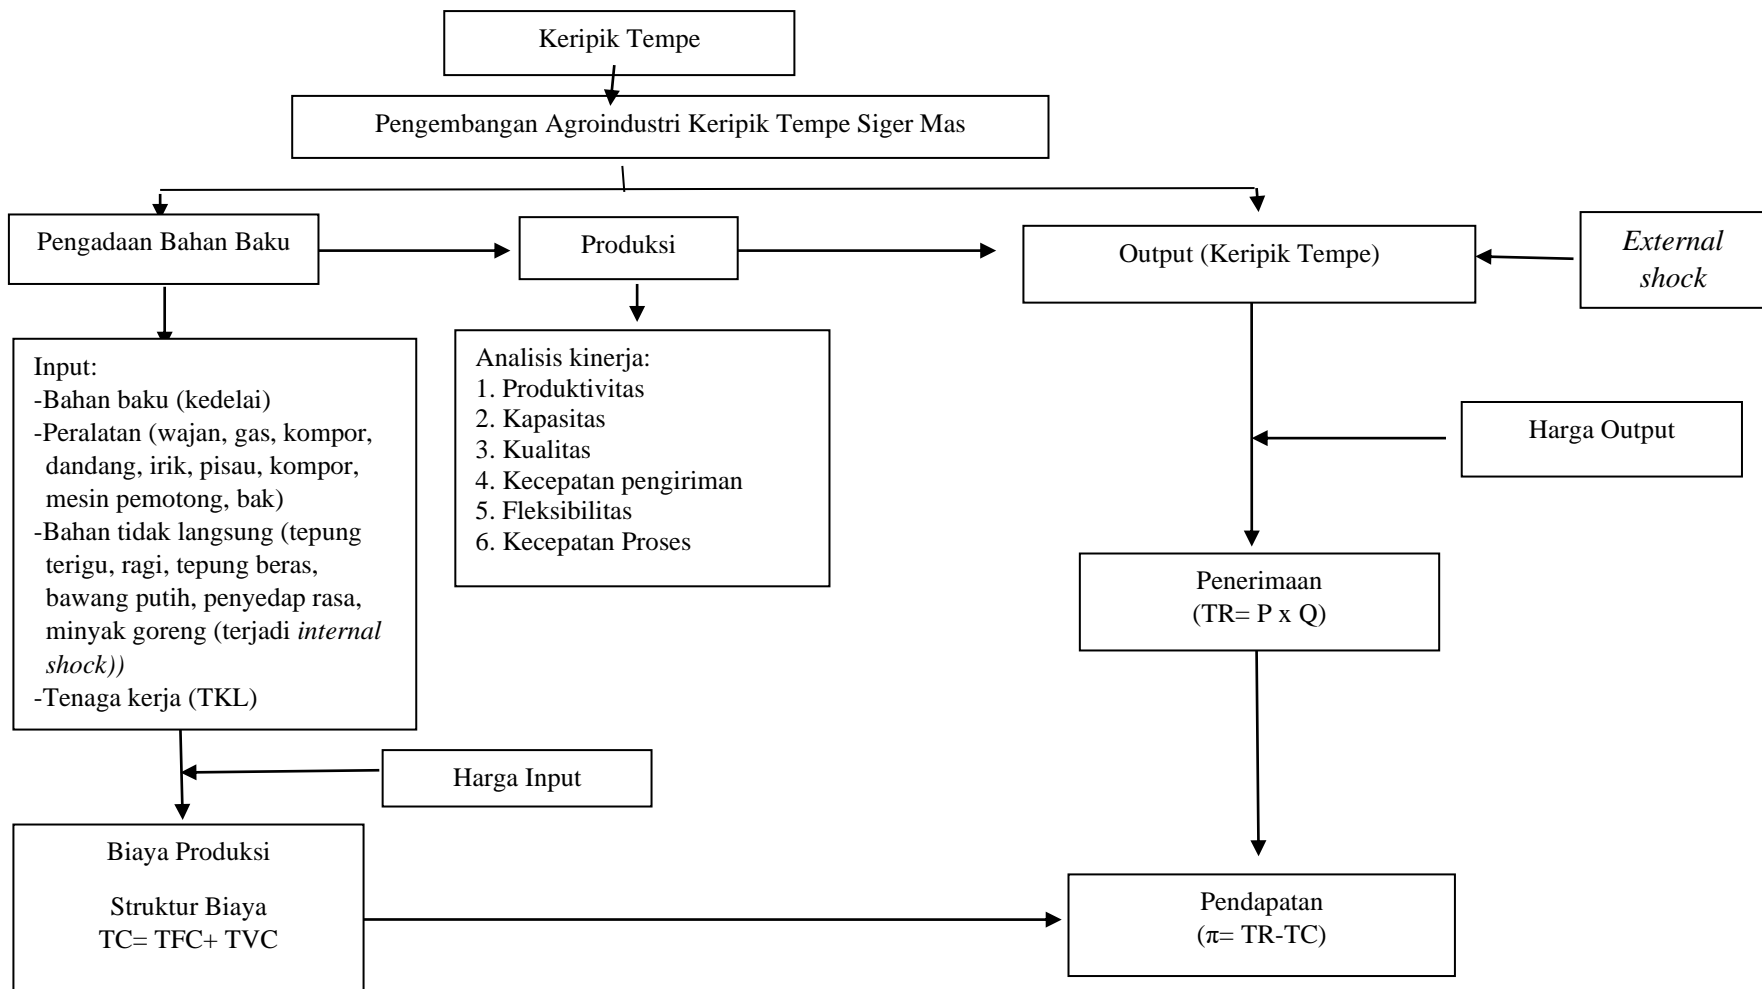 Keripik Tempe
Pengembangan Agroindustri Keripik Tempe Siger Mas
Pengadaan Bahan Baku
Produksi
Output (Keripik Tempe)
External
shock
Input:
-Bahan baku (kedelai)
-Peralatan (wajan, gas, kompor,
dandang, irik, pisau, kompor,
mesin pemotong, bak)
-Bahan tidak langsung (tepung
terigu, ragi, tepung beras,
bawang putih, penyedap rasa,
minyak goreng (terjadi internal
shock))
-Tenaga kerja (TKL)
Analisis kinerja:
1. Produktivitas
2. Kapasitas
3. Kualitas
4. Kecepatan pengiriman
5. Fleksibilitas
6. Kecepatan Proses
Harga Output
Penerimaan
(TR= P x Q)
Harga Input
Biaya Produksi
Struktur Biaya
TC= TFC+ TVC
Pendapatan
(π= TR-TC)